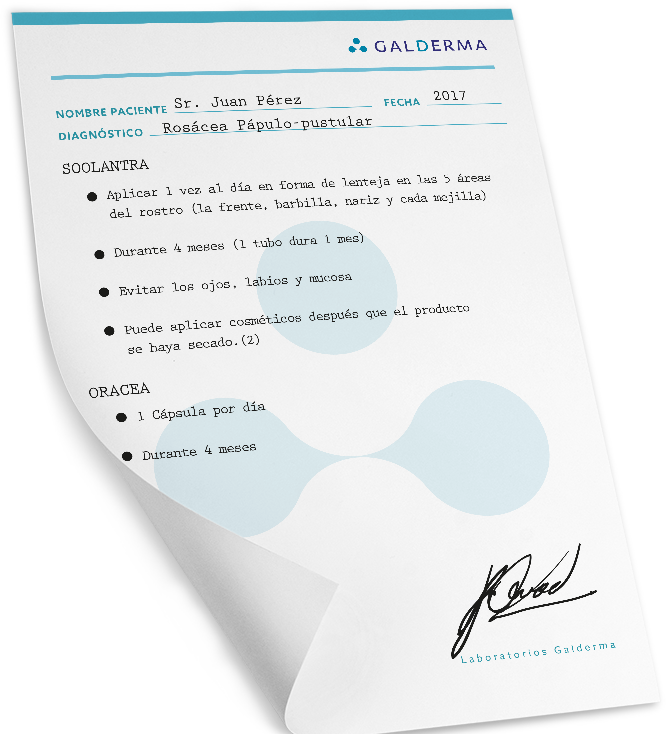 GALDERMA
NOMBRE PACIENTE Sr. Juan Pérez FECHA 2017
DIAGNÓSTICO Rosácea Pápulo-pustular
SOOLANTRA
● Aplicar 1 vez al día en forma de lenteja en las 5 áreas
del rostro (la frente, barbilla, nariz y cada mejilla)
● Durante 4 meses (1 tubo dura 1 mes)
● Evitar los ojos, labios y mucosa
● Puede aplicar cosméticos después que el producto
se haya secado.(2)
ORACEA
● 1 Cápsula por día
● Durante 4 meses
Laboratorios Galderma